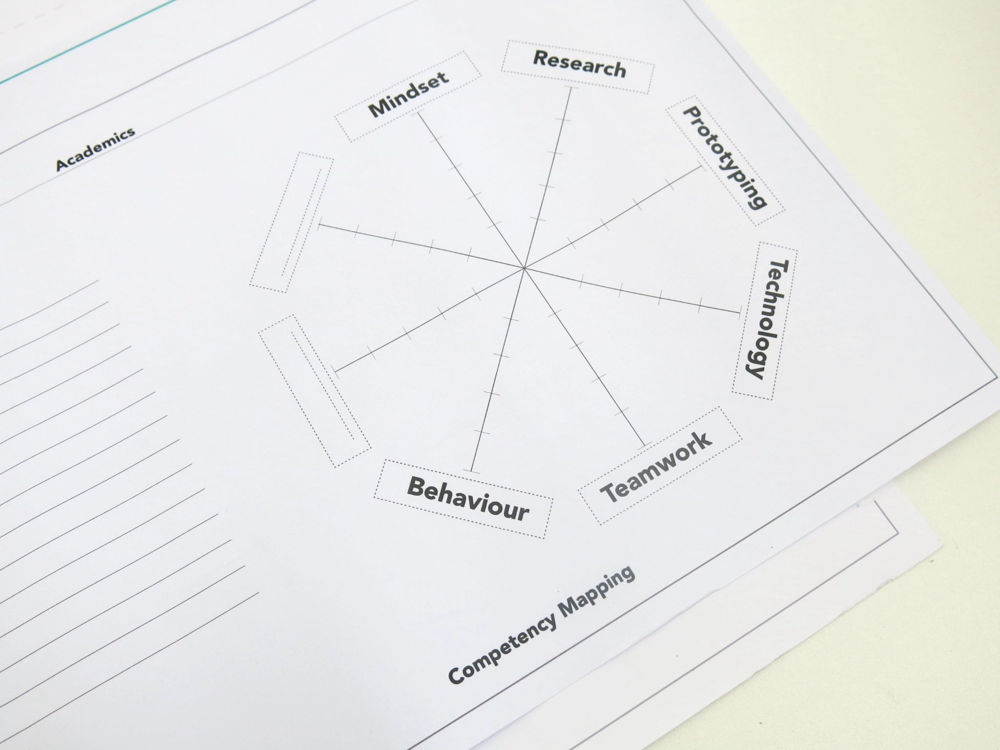 Academics
Mindset
Research
Prototyping
Technology
Teamwork
Behaviour
Competency Mapping